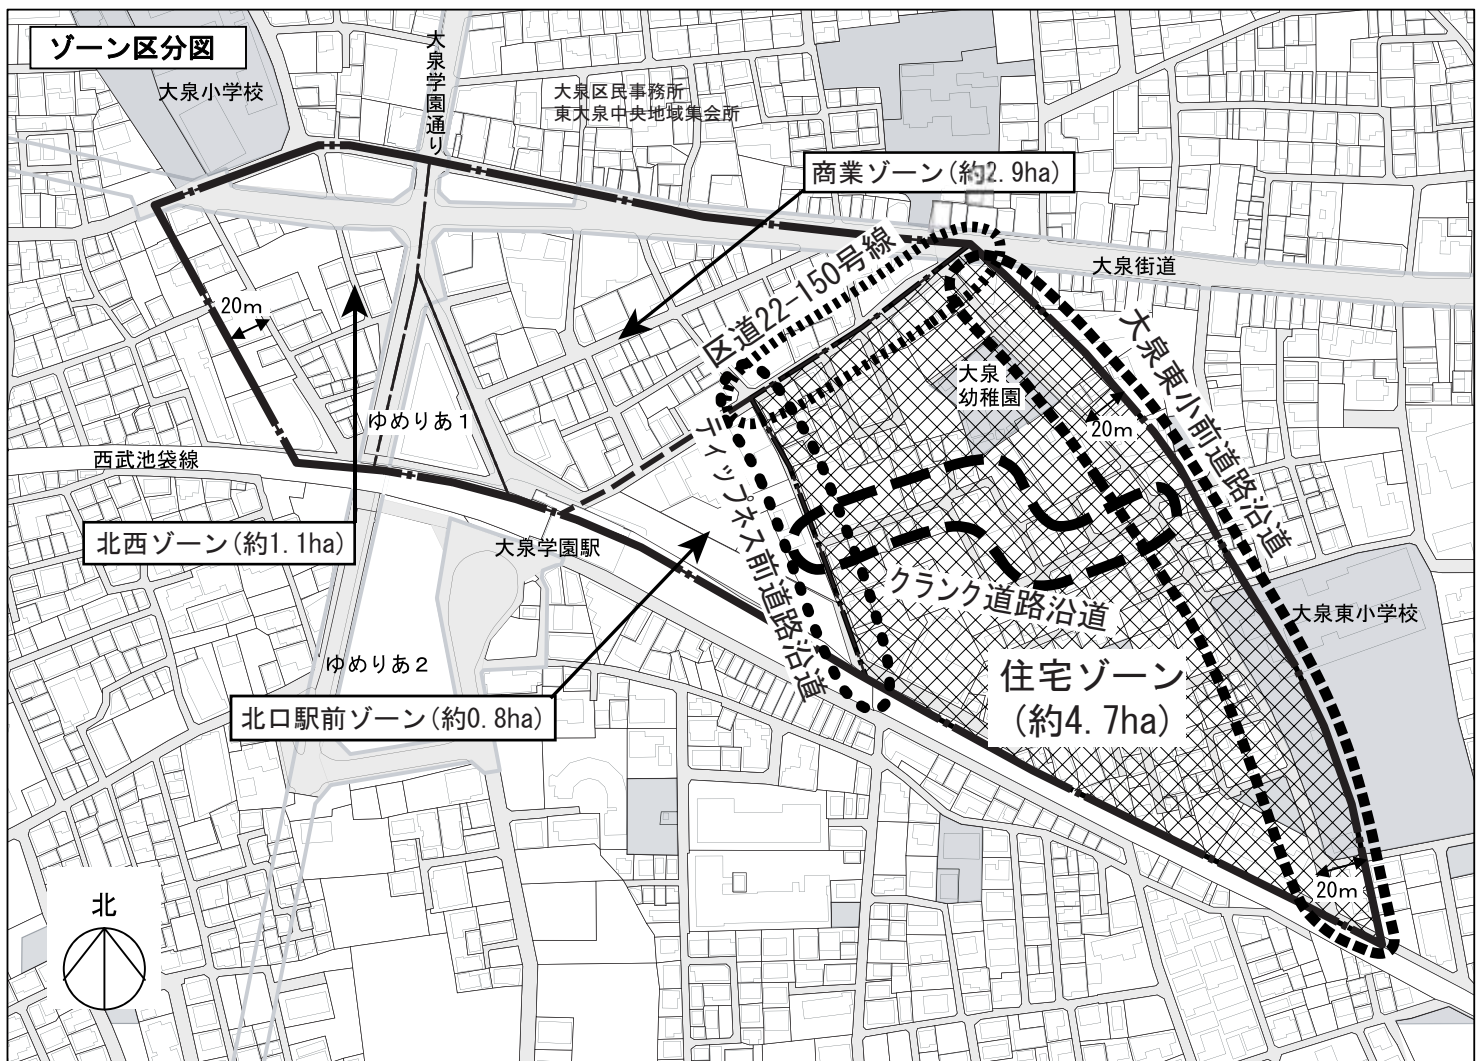 ゾーン区分図
大泉小学校
大泉学園通り
大泉区民事務所
東大泉中央地域集会所
商業ゾーン(約2.9ha)
区道22-150号線
大泉街道
20m
大泉東小前道路沿道
大泉
幼稚園
20m
ゆめりあ1
西武池袋線
ティップネス前道路沿道
北西ゾーン(約1.1ha)
大泉学園駅
クランク道路沿道
大泉東小学校
ゆめりあ2
住宅ゾーン
(約4.7ha)
北口駅前ゾーン(約0.8ha)
20m
北